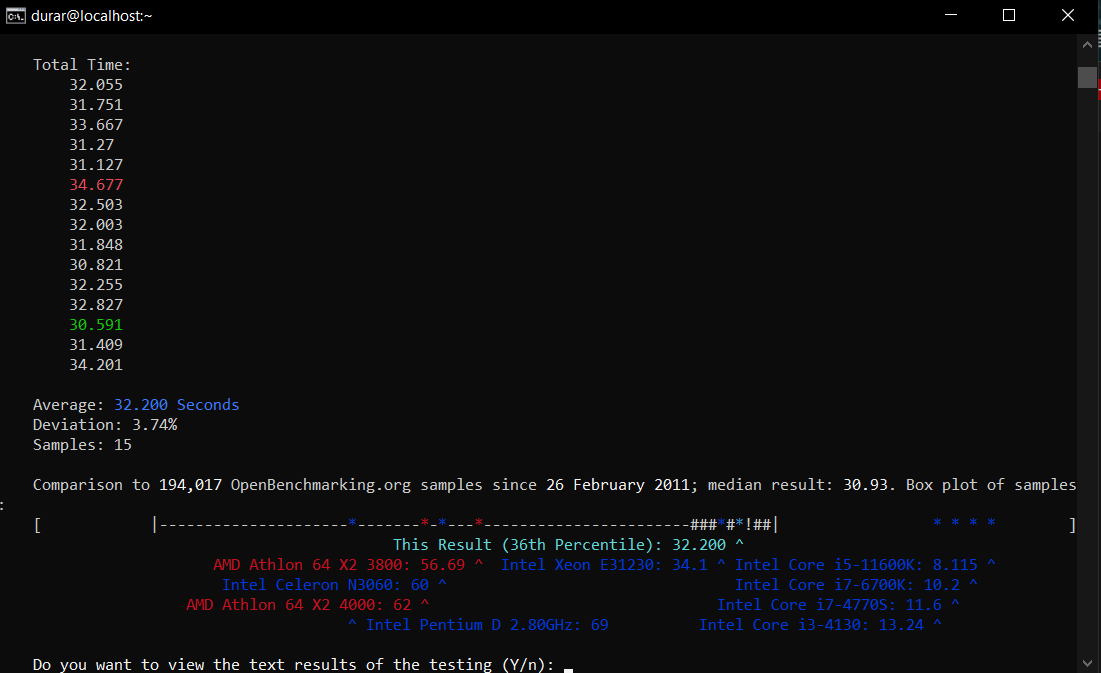 durar@localhost:~
Total Time:
32.055
31.751
33.667
31.27
31.127
34.677
32.503
32.003
31.848
30.821
32.255
32.827
30.591
31.409
34.201
Average: 32.200 Seconds
Deviation: 3.74%
Samples: 15
Comparison to 194,017 OpenBenchmarking.org samples since 26 February 2011; median result: 30.93. Box plot of samples
:
[            |---------------------*-------*-*---*-----------------------###*#*!##|                 * * * *        ]
This Result (36th Percentile): 32.200 ^
AMD Athlon 64 X2 3800: 56.69 ^  Intel Xeon E31230: 34.1 ^ Intel Core i5-11600K: 8.115 ^
Intel Celeron N3060: 60 ^                                Intel Core i7-6700K: 10.2 ^
AMD Athlon 64 X2 4000: 62 ^                                Intel Core i7-4770S: 11.6 ^
^ Intel Pentium D 2.80GHz: 69          Intel Core i3-4130: 13.24 ^
Do you want to view the text results of the testing (Y/n):